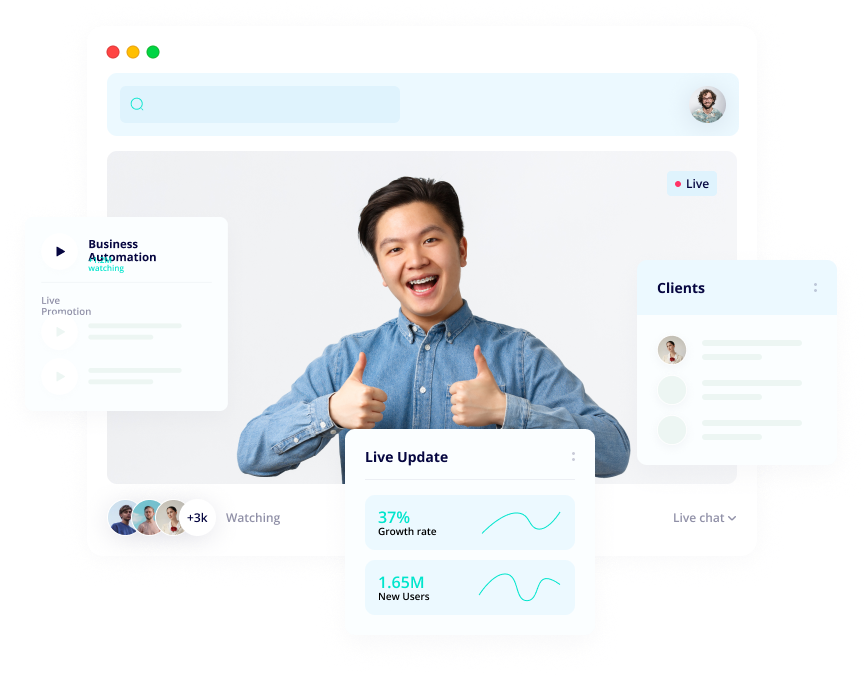 Live
Business
Automation
watching
Live
Promotion
Clients
Live Update
37%
Growth rate
1.65M
New Users
+3k
Watching
Live chat